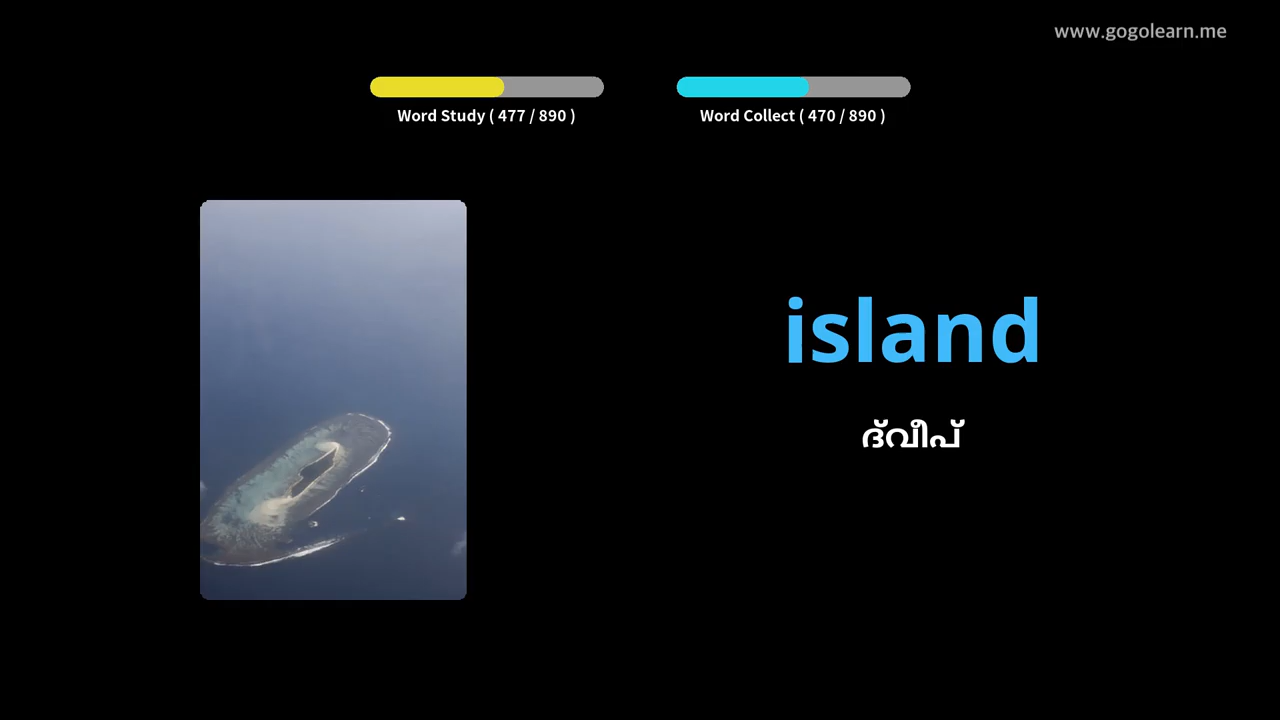 www.gogolearn.me
Word Study ( 477 / 890 )
Word Collect ( 470 / 890 )
island
ദ്വീപ്